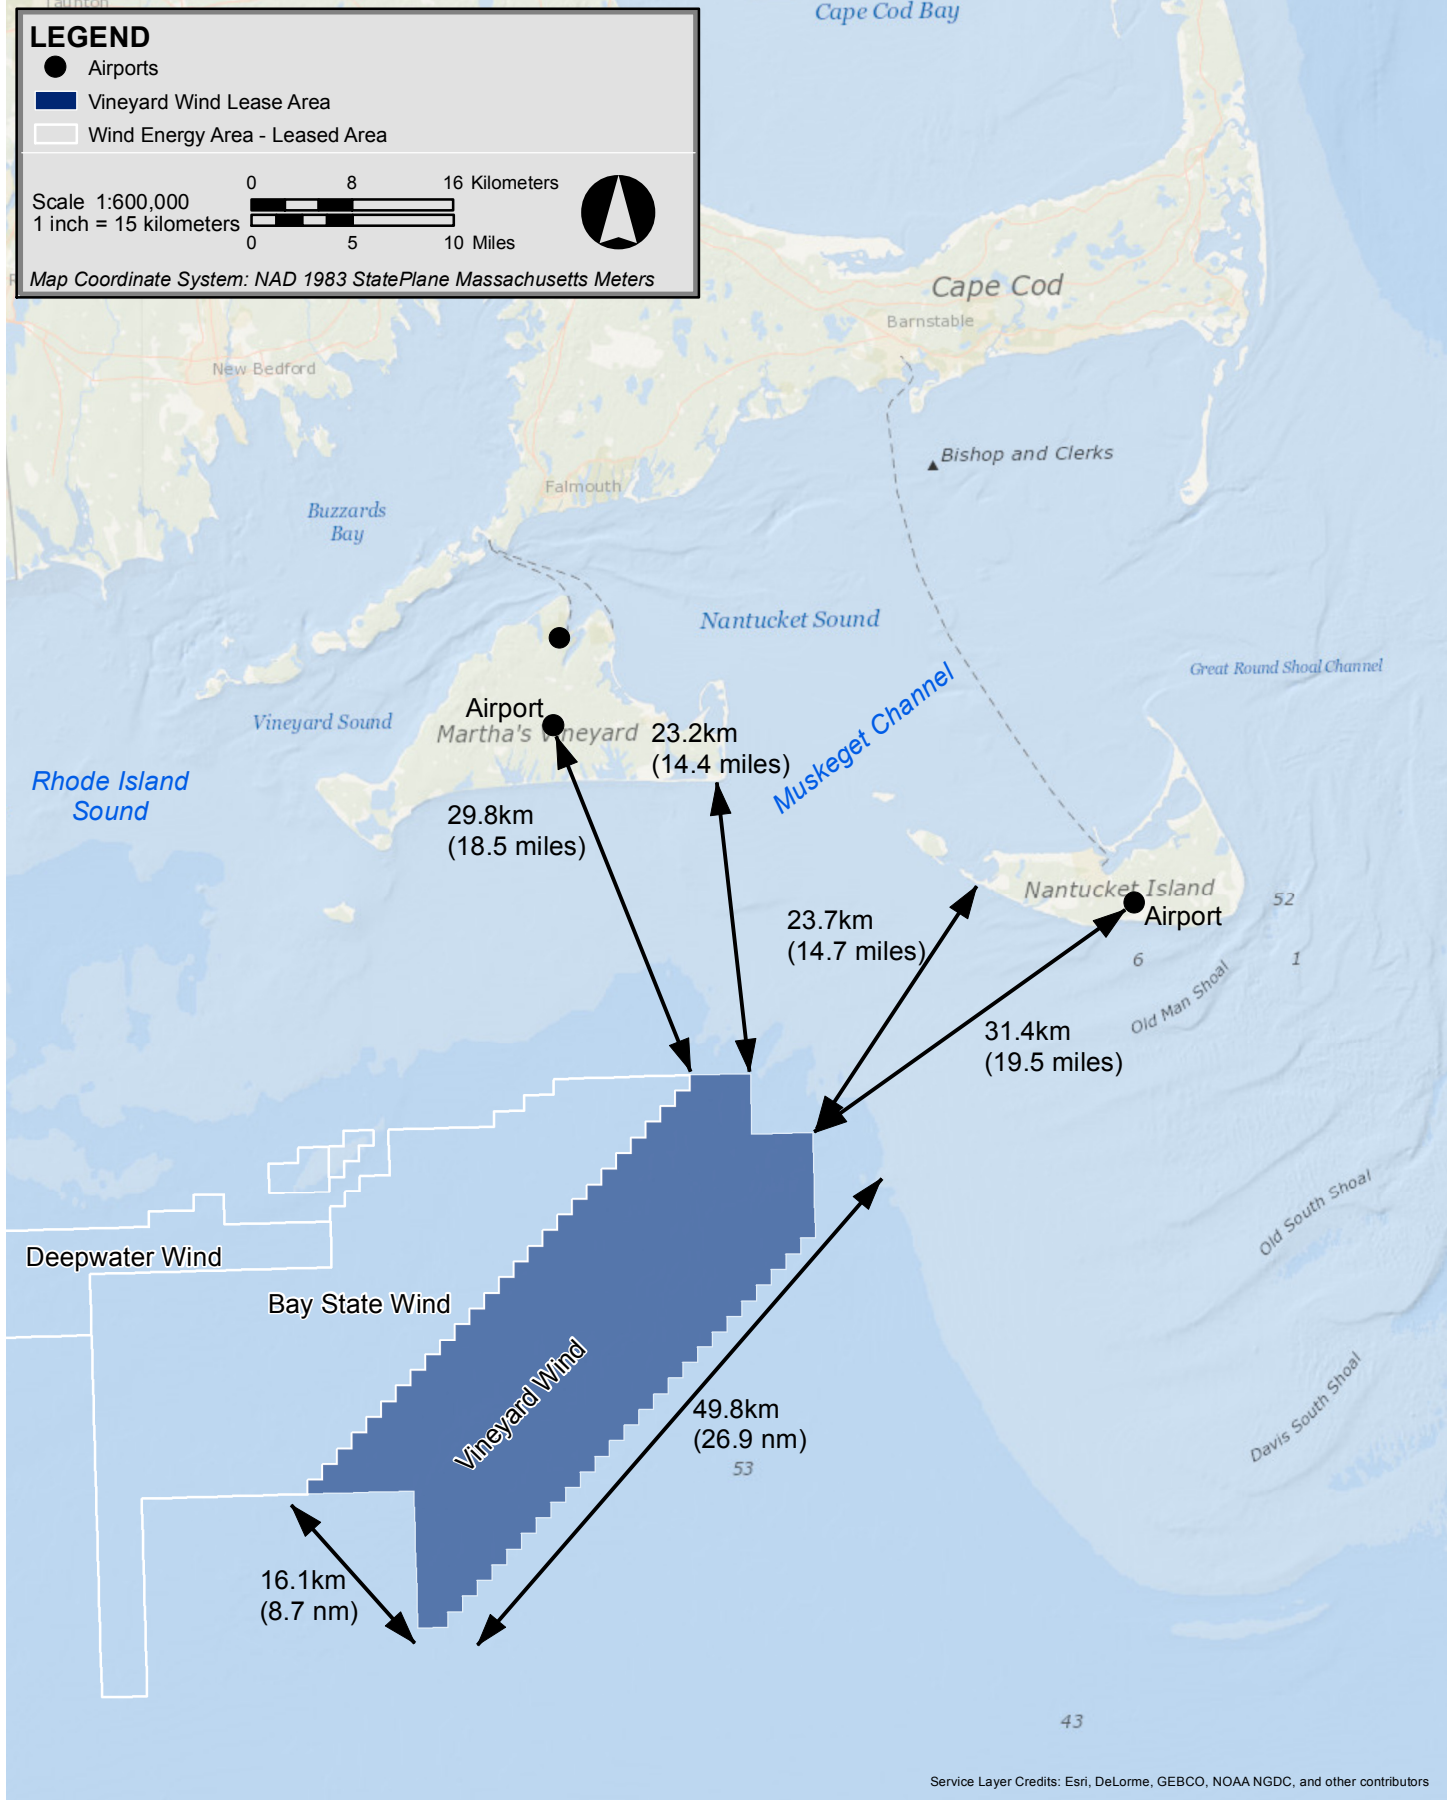 Taunton
Cape Cod Bay
LEGEND
Airports
Vineyard Wind Lease Area
Wind Energy Area - Leased Area
0 8 16 Kilometers
Scale 1:600,000
1 inch = 15 kilometers
0 5 10 Miles
Map Coordinate System: NAD 1983 StatePlane Massachusetts Meters
Cape Cod
Barnstable
New Bedford
Bishop and Clerks
Falmouth
Buzzards
Bay
Nantucket Sound
Great Round Shoal Channel
Muskeget Channel
Airport
Vineyard Sound
Martha's Vineyard
23.2km
(14.4 miles)
Rhode Island
Sound
29.8km
(18.5 miles)
Nantucket Island
52
Airport
23.7km
(14.7 miles)
6
1
Old Man Shoal
31.4km
(19.5 miles)
Old South Shoal
Deepwater Wind
Bay State Wind
Vineyard Wind
Davis South Shoal
49.8km
(26.9 nm)
53
16.1km
(8.7 nm)
43
Service Layer Credits: Esri, DeLorme, GEBCO, NOAA NGDC, and other contributors